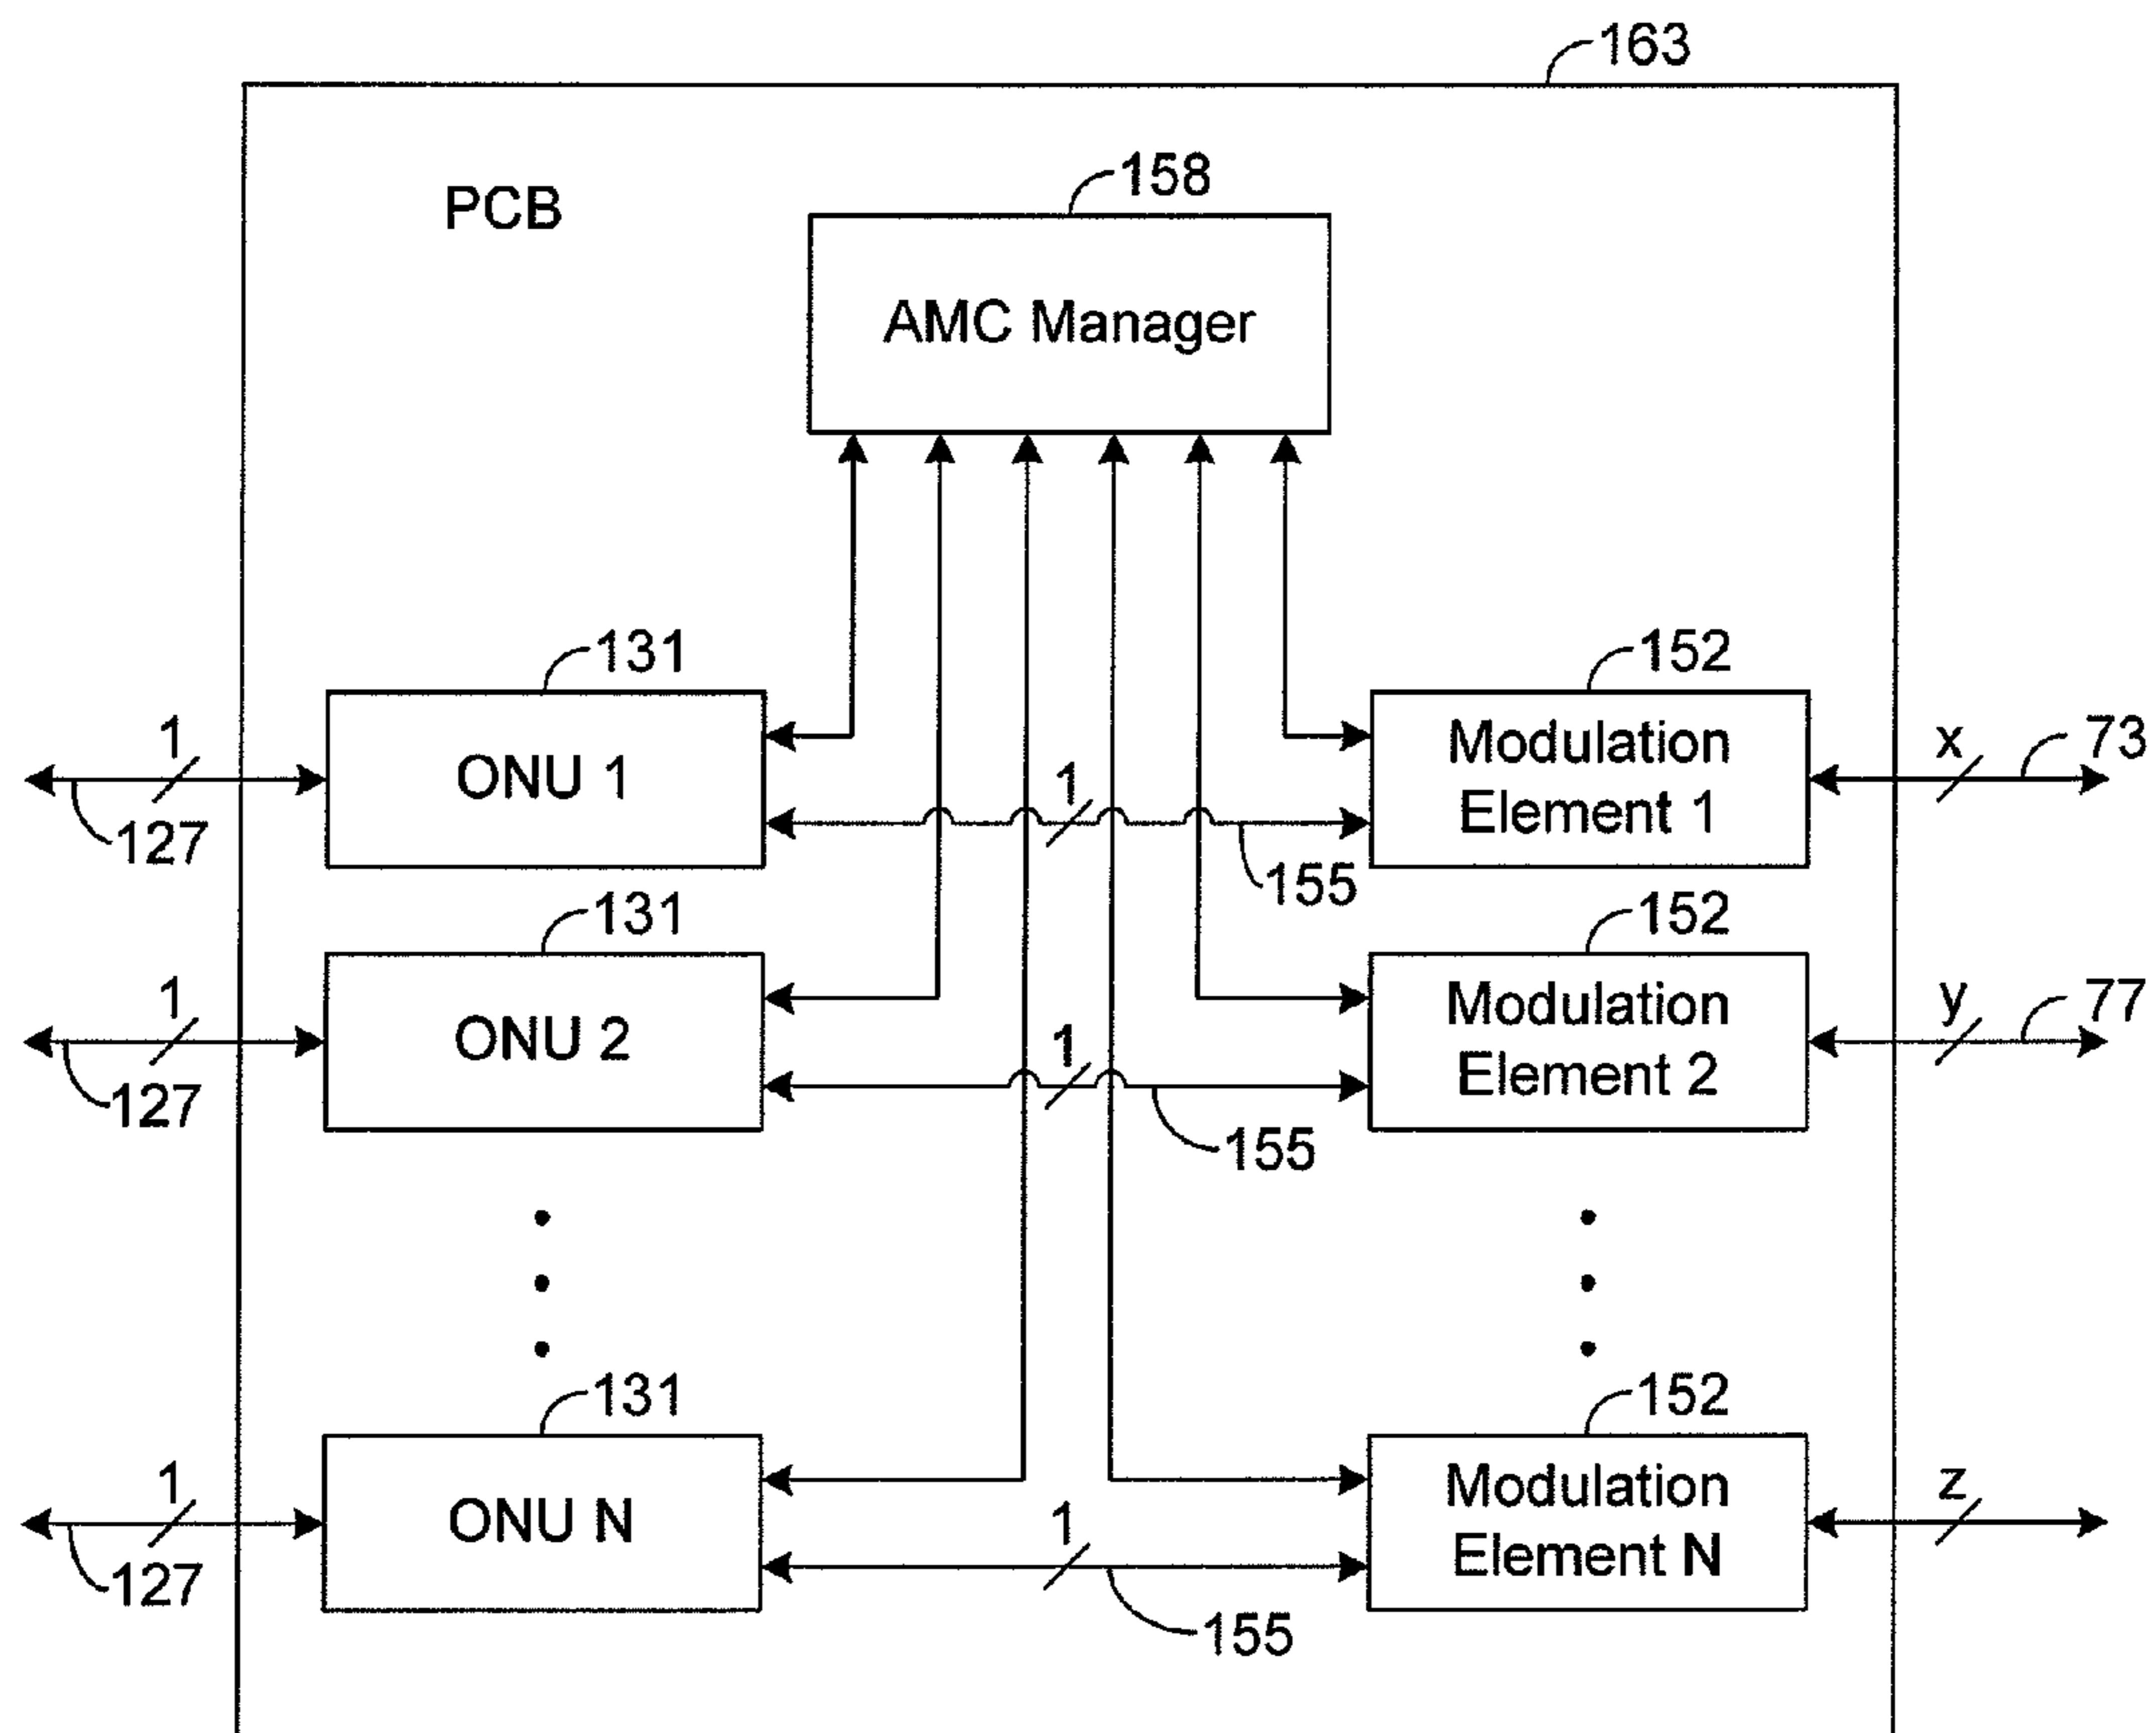 163
PCB
158
AMC Manager
131
152
1
ONU 1
Modulation
Element 1
x
73
127
1
155
131
152
1
ONU 2
Modulation
Element 2
y
77
127
1
155
131
152
1
ONU N
Modulation
Element N
z
127
1
155